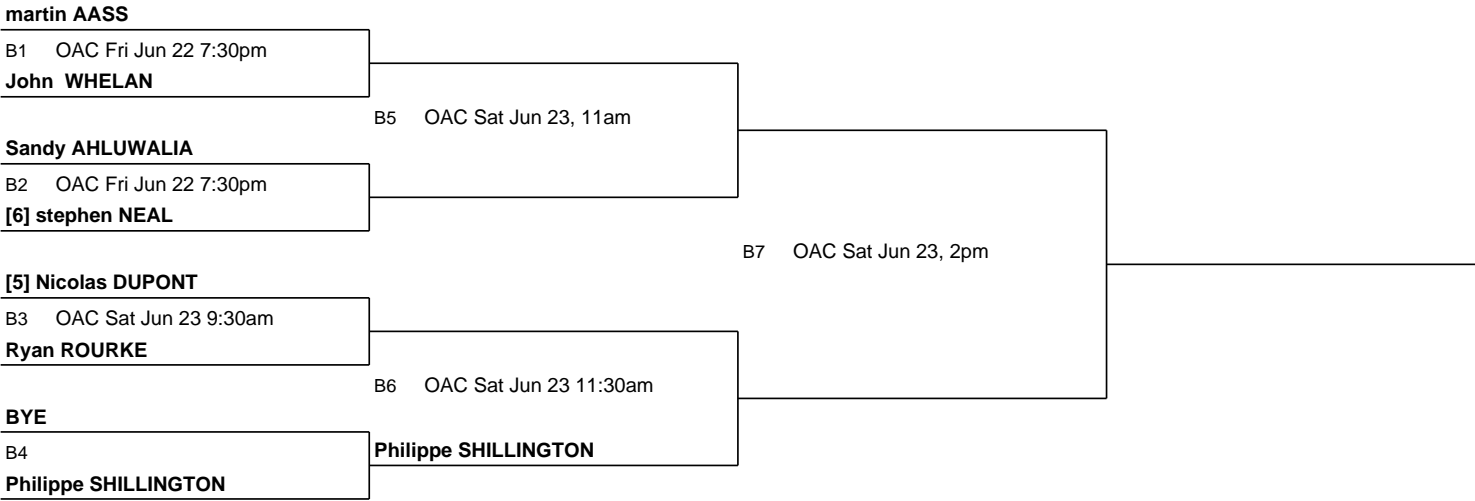 martin AASS
B1 OAC Fri Jun 22 7:30pm
John WHELAN
B5 OAC Sat Jun 23, 11am
Sandy AHLUWALIA
B2 OAC Fri Jun 22 7:30pm
[6] stephen NEAL
B7 OAC Sat Jun 23, 2pm
[5] Nicolas DUPONT
B3 OAC Sat Jun 23 9:30am
Ryan ROURKE
B6 OAC Sat Jun 23 11:30am
BYE
B4
Philippe SHILLINGTON
Philippe SHILLINGTON